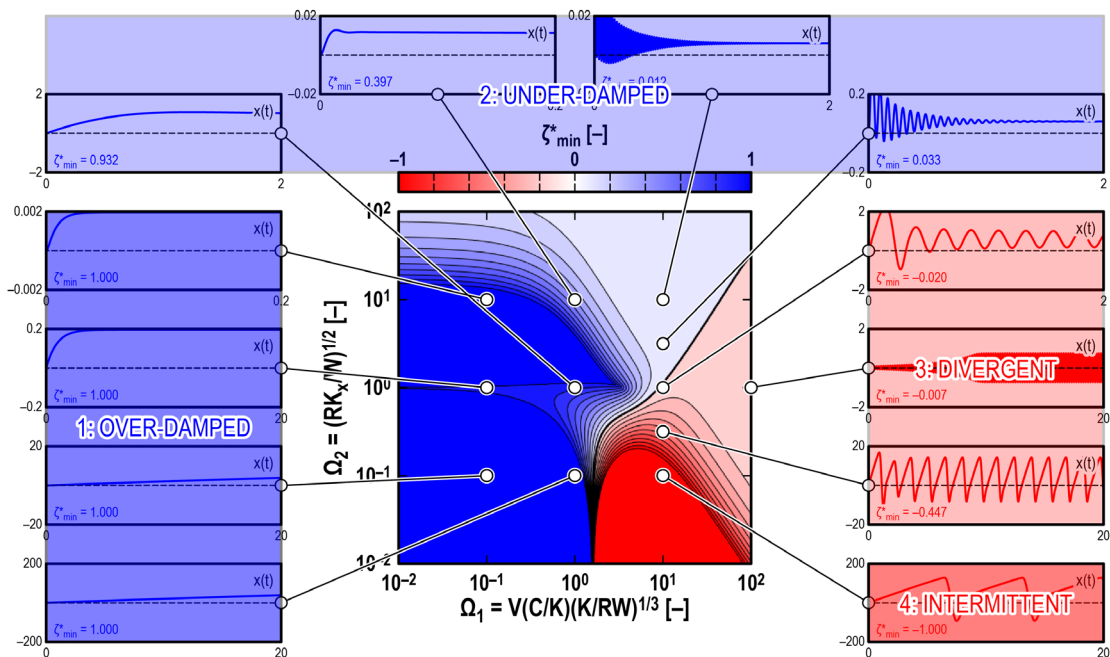 0.02
x(t)
ζ*min = 0.397
−0.02
0
0.2
0.02
x(t)
ζ*min = 0.012
0
2
2: UNDER-DAMPED
2
x(t)
ζ*min = 0.932
−2
0
2
0.2
x(t)
ζ*min = 0.033
−0.2
0
2
ζ*min [–]
−1
0
1
0.002
x(t)
ζ*min = 1.000
−0.002
0
0.2
0.2
x(t)
ζ*min = 1.000
−0.2
0
2
1: OVER-DAMPED
20
x(t)
ζ*min = 1.000
−20
0
20
200
x(t)
ζ*min = 1.000
−200
0
20
Ω2 = (RKx/W)1/2 [–]
10²
10¹
10⁰
10−1
10−2
10−2
10−1
10⁰
10¹
10²
Ω1 = V(C/K)(K/RW)1/3 [–]
2
x(t)
ζ*min = −0.020
−2
0
20
2
x(t)
3: DIVERGENT
ζ*min = −0.007
−2
0
2
20
x(t)
ζ*min = −0.447
−20
0
20
200
x(t)
4: INTERMITTENT
ζ*min = −1.000
−200
0
20